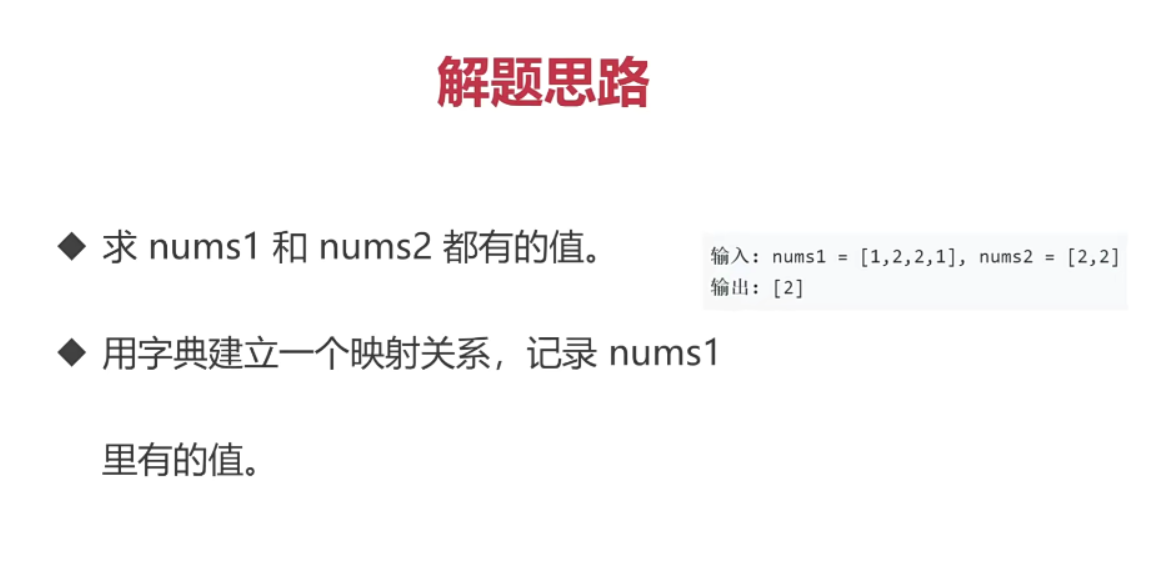 解题思路
◆ 求 nums1 和 nums2 都有的值。
输入: nums1 = [1,2,2,1], nums2 = [2,2]
输出: [2]
◆ 用字典建立一个映射关系，记录 nums1
里有的值。